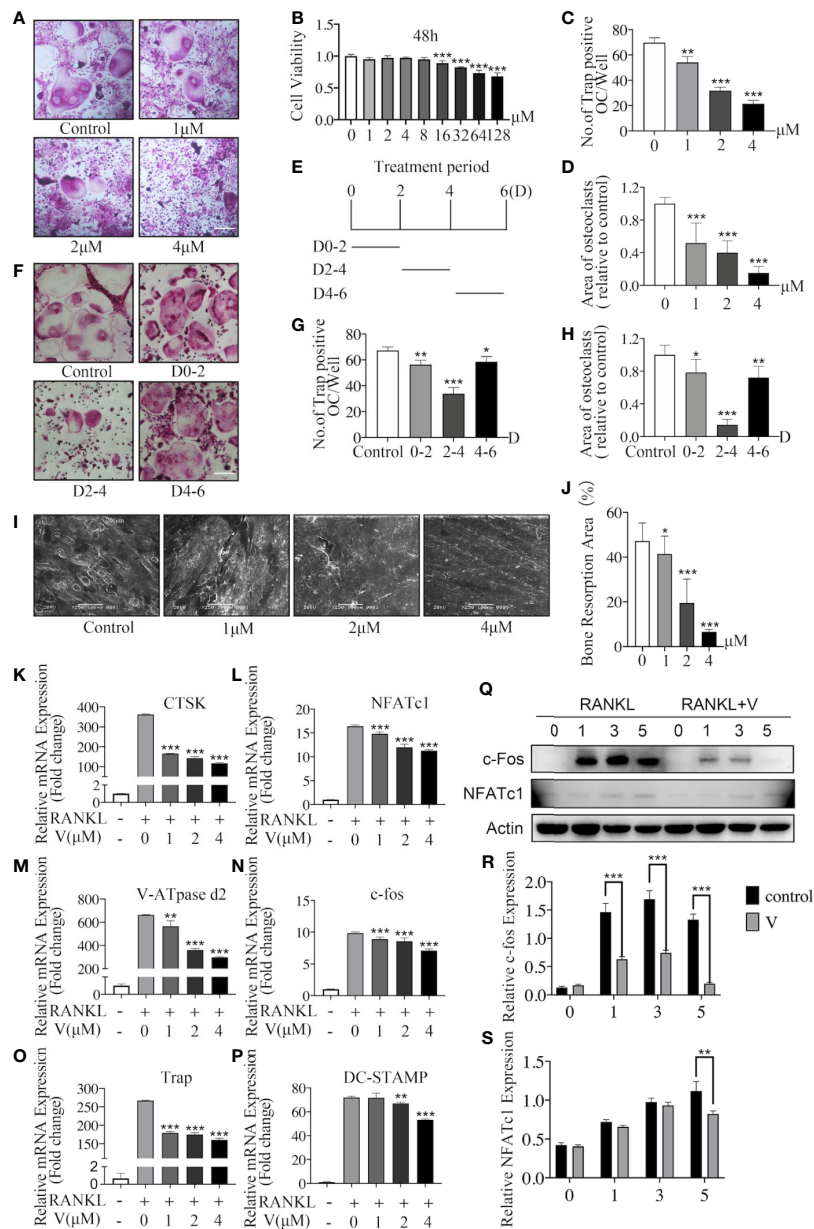 A
Control
1μM
2μM
4μM
B
48h
Cell Viability
1.5
1.0
0.5
0.0
*** *** *** ***
0 1 2 4 8 16 32 64 128
μM
C
No.of Trap positive
OC/Well
80
60
40
20
0
** *** ***
0 1 2 4
μM
E
Treatment period
0 2 4 6(D)
D0-2
D2-4
D4-6
D
Area of osteoclasts
( relative to control)
1.2
0.8
0.4
0.0
*** *** ***
0 1 2 4
μM
F
Control
D0-2
D2-4
D4-6
G
No.of Trap positive
OC/Well
80
60
40
20
0
** *** *
Control 0-2 2-4 4-6
D
H
Area of osteoclasts
( relative to control)
1.2
0.8
0.4
0.0
* *** **
Control 0-2 2-4 4-6
D
I
Control
1μM
2μM
4μM
J
(%)
Bone Resorption Area
60
40
20
0
* *** ***
0 1 2 4
μM
K
CTSK
Relative mRNA Expression
(Fold change)
400
300
200
100
2
0
*** *** ***
- + + + + RANKL
- 0 1 2 4 V(μM)
L
NFATc1
Relative mRNA Expression
(Fold change)
20
15
10
5
0
*** *** ***
- + + + + RANKL
- 0 1 2 4
M
V-ATpase d2
Relative mRNA Expression
(Fold change)
800
600
400
200
1
0
** *** ***
- + + + + RANKL
- 0 1 2 4 V(μM)
N
c-fos
Relative mRNA Expression
(Fold change)
15
10
5
0
*** *** ***
- + + + + RANKL
- 0 1 2 4
O
Trap
Relative mRNA Expression
(Fold change)
300
250
200
150
100
2
0
*** *** ***
- + + + + RANKL
- 0 1 2 4 V(μM)
P
DC-STAMP
Relative mRNA Expression
(Fold change)
100
80
60
40
20
0
** ***
- + + + +
- 0 1 2 4
Q
RANKL RANKL+V
0 1 3 5 0 1 3 5
c-Fos
NFATc1
Actin
R
Relative c-fos Expression
2.0
1.5
1.0
0.5
0.0
*** *** ***
0 1 3 5
control
V
S
Relative NFATc1 Expression
1.5
1.0
0.5
0.0
**
0 1 3 5